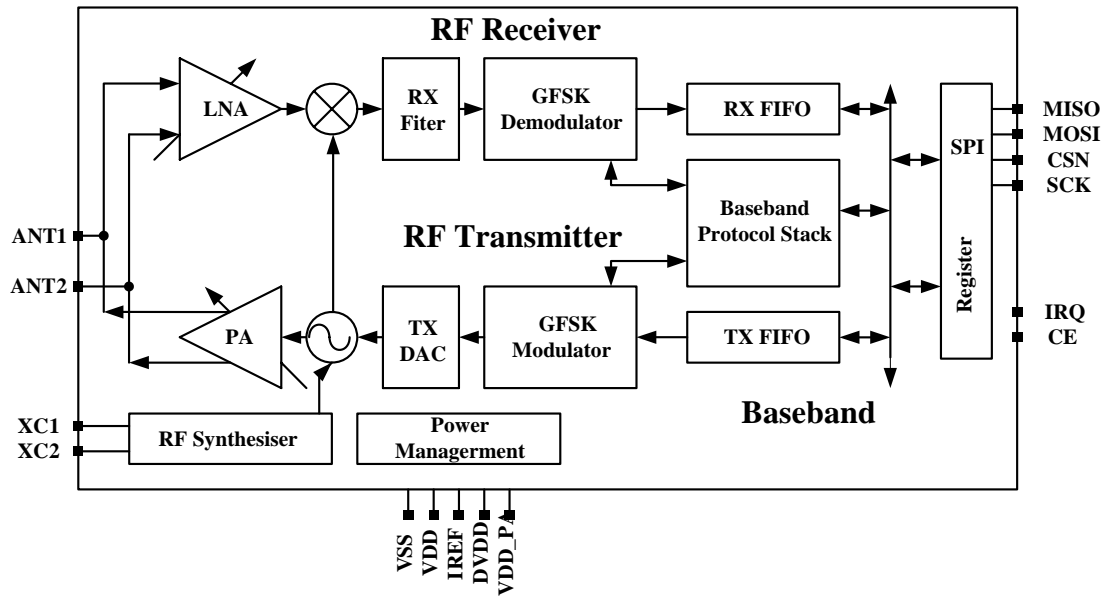 RF Receiver
LNA
RX
Fiter
GFSK
Demodulator
RX FIFO
SPI
Register
MISO
MOSI
CSN
SCK
Baseband
Protocol Stack
ANT1
ANT2
RF Transmitter
PA
TX
DAC
GFSK
Modulator
TX FIFO
IRQ
CE
Baseband
XC1
XC2
RF Synthesiser
Power
Managerment
VSS
VDD
IREF
DVDD
VDD_PA